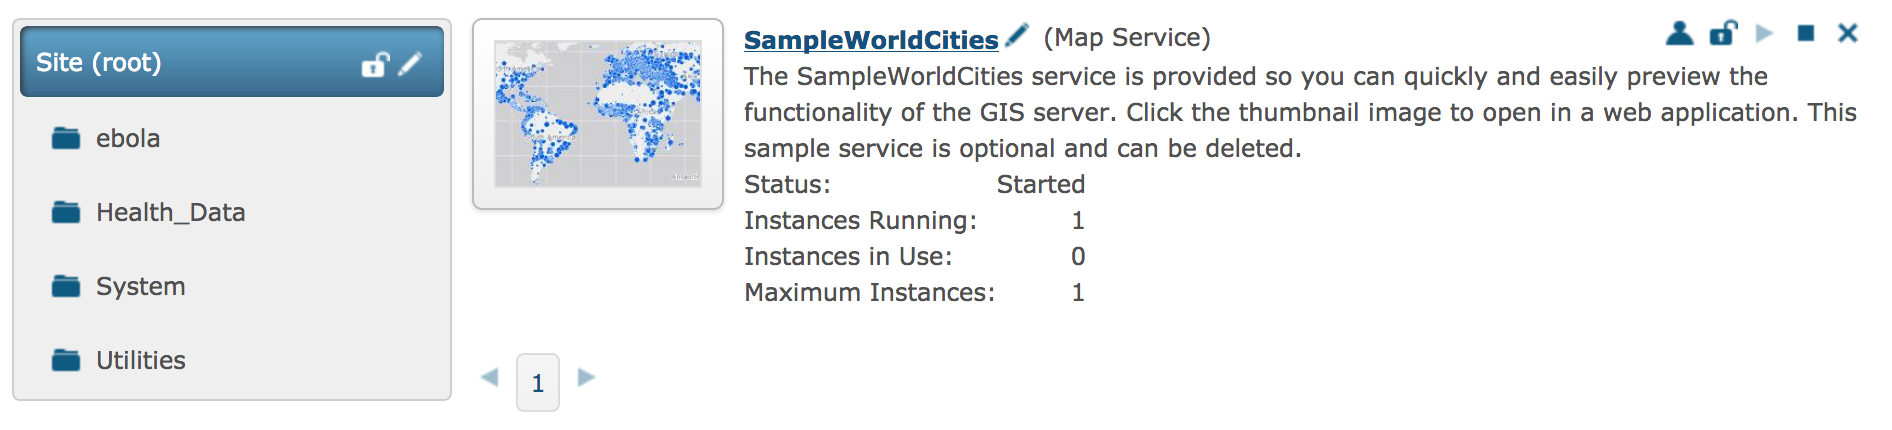 Site (root)
ebola
Health_Data
System
Utilities
SampleWorldCities (Map Service)
The SampleWorldCities service is provided so you can quickly and easily preview the
functionality of the GIS server. Click the thumbnail image to open in a web application. This
sample service is optional and can be deleted.
Status: Started
Instances Running: 1
Instances in Use: 0
Maximum Instances: 1
1